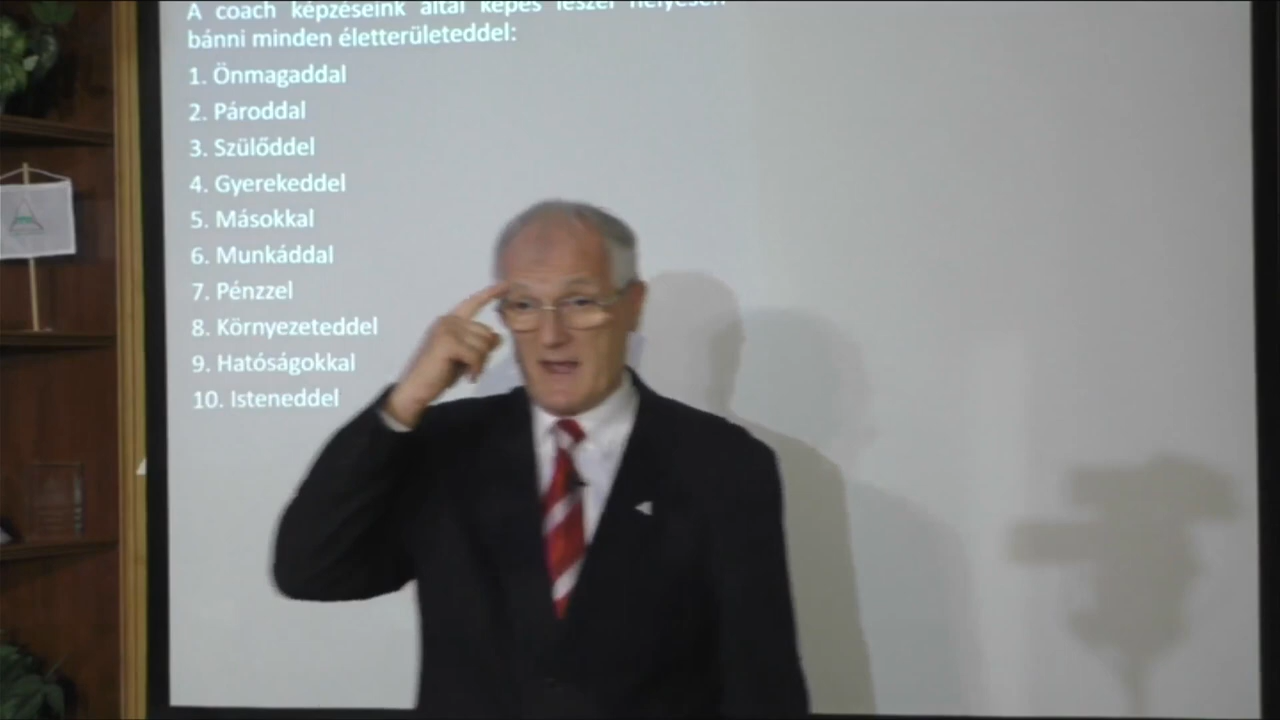 A coach képzéseink által képes leszel helyesen
bánni minden életterületeddel:
1. Önmagaddal
2. Pároddal
3. Szülőddel
4. Gyerekeddel
5. Másokkal
6. Munkáddal
7. Pénzzel
8. Környezeteddel
9. Hatóságokkal
10. Isteneddel